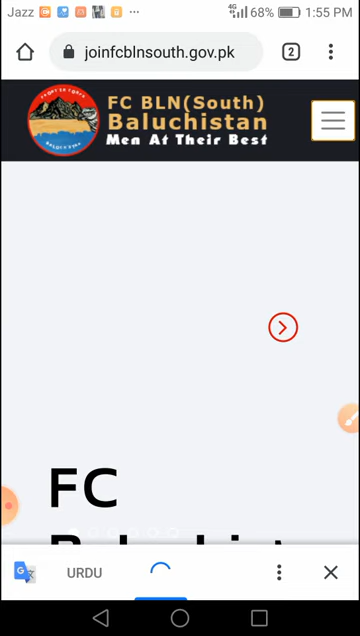 Jazz 4G 68% 1:55 PM
joinfcblnsouth.gov.pk 2
FC BLN(South)
Baluchistan
Men At Their Best
FC
URDU